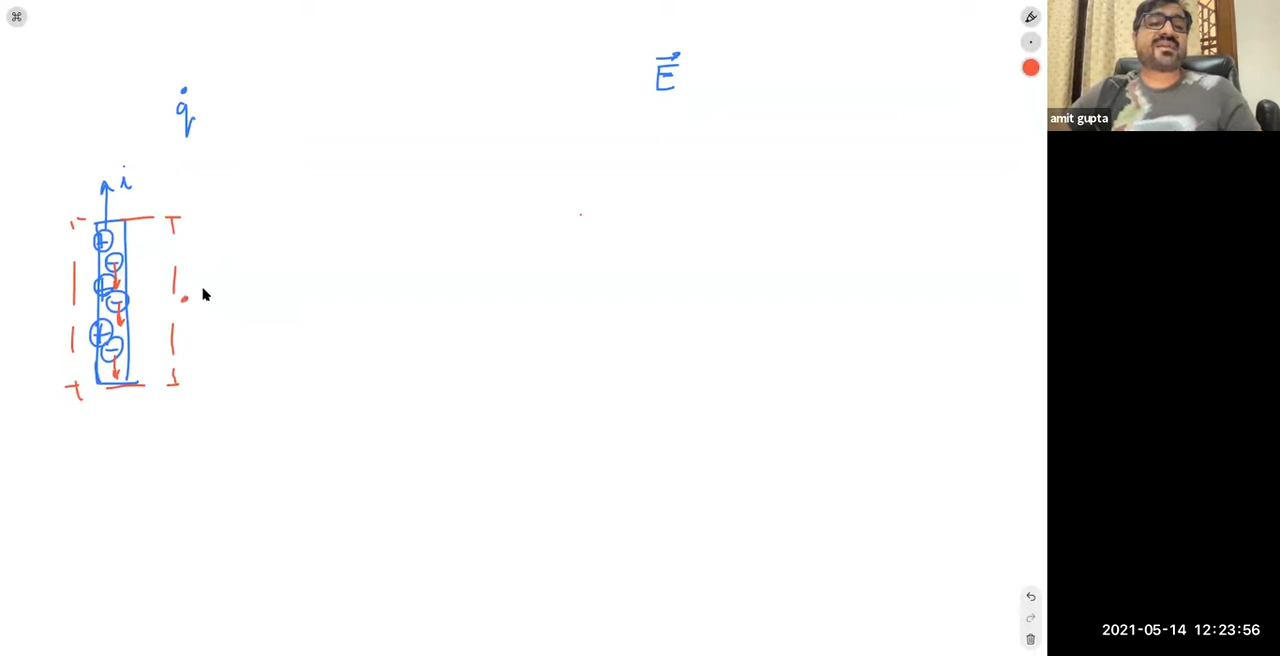 E
q
amit gupta
i
+
−
+
−
+
−
2021-05-14 12:23:56